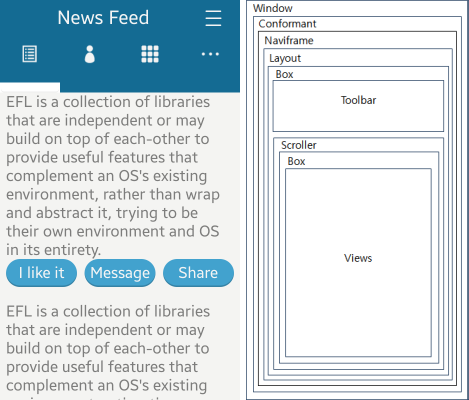 News Feed
EFL is a collection of libraries
that are independent or may
build on top of each-other to
provide useful features that
complement an OS's existing
environment, rather than wrap
and abstract it, trying to be
their own environment and OS
in its entirety.
I like it
Message
Share
EFL is a collection of libraries
that are independent or may
build on top of each-other to
provide useful features that
complement an OS's existing
Window
Conformant
Naviframe
Layout
Box
Toolbar
Scroller
Box
Views